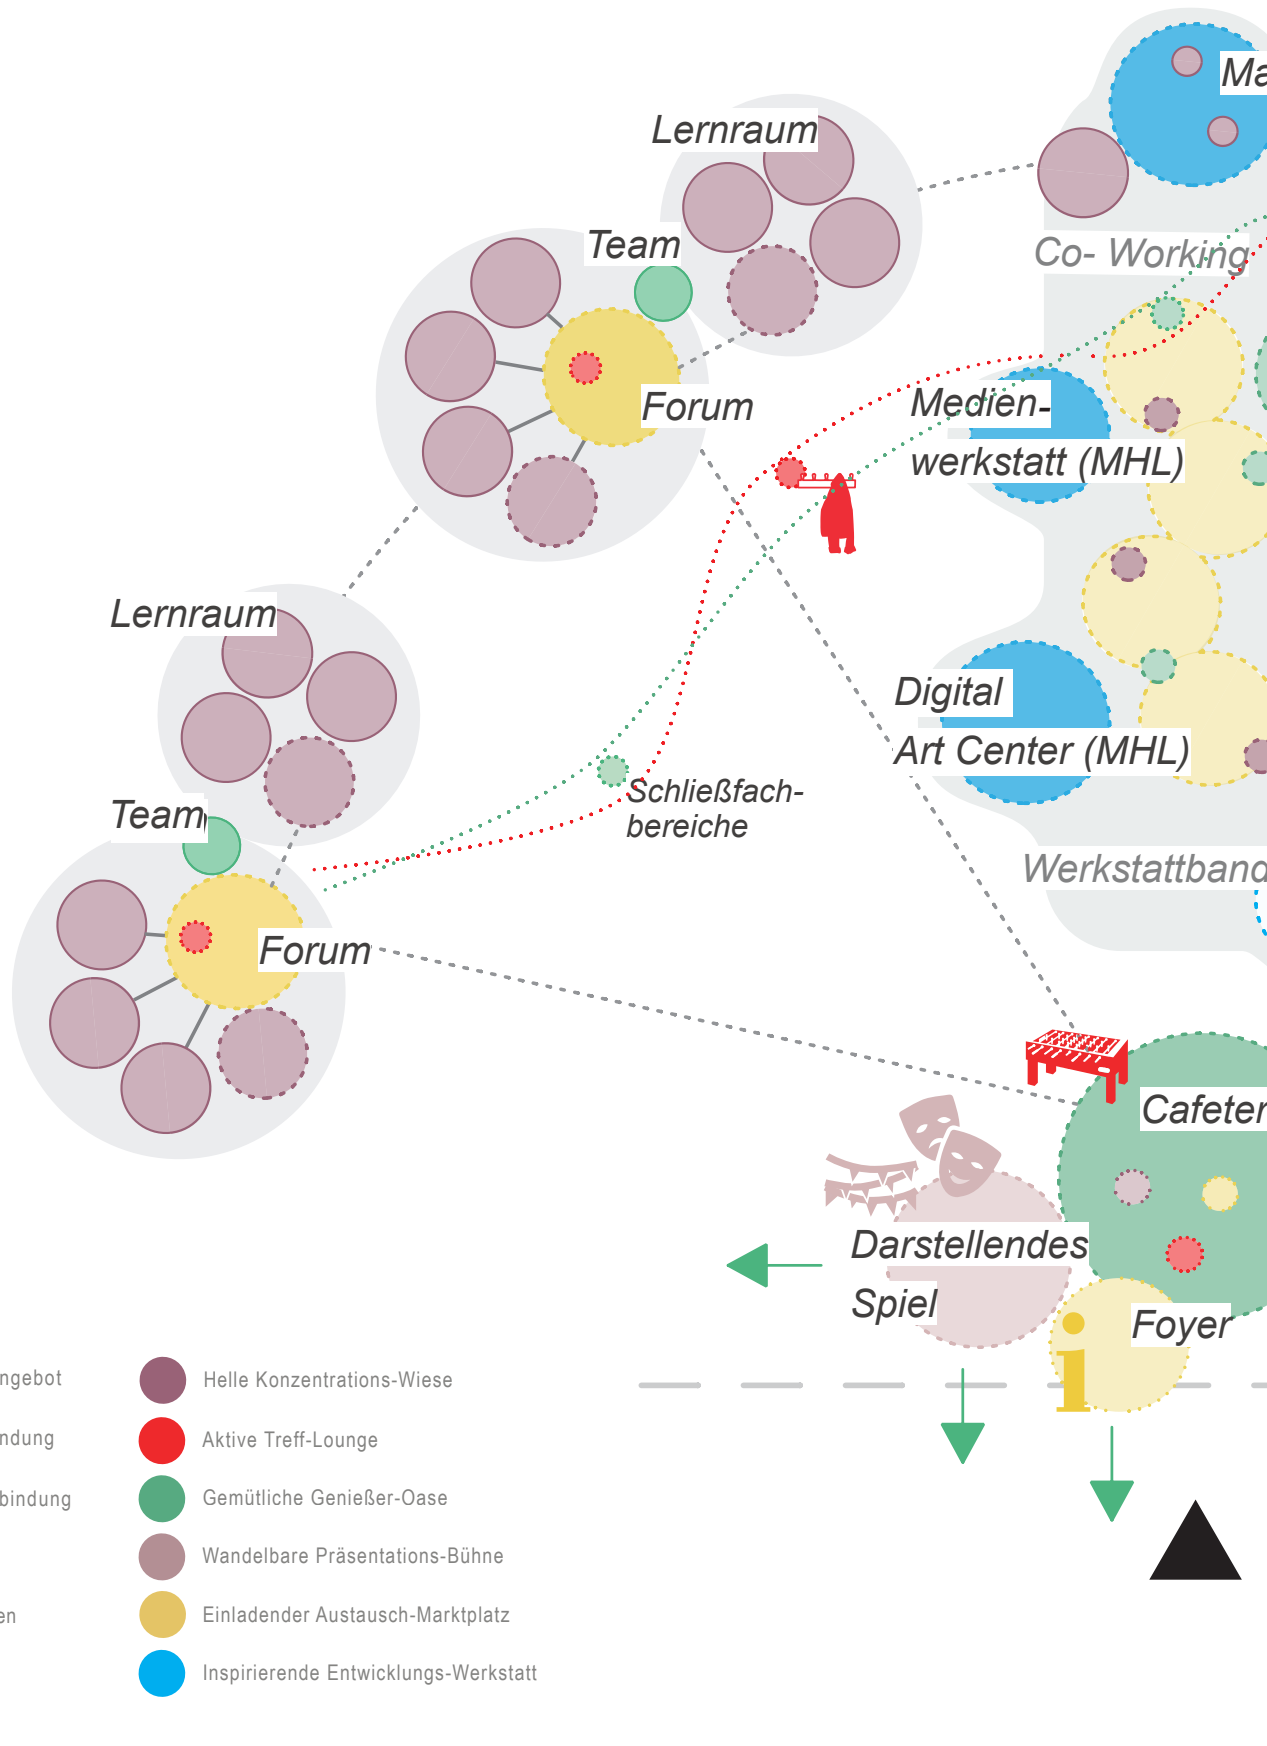 Ma
Lernraum
Team
Co- Working
Forum
Medien-
werkstatt (MHL)
Lernraum
Digital
Art Center (MHL)
Schließfach-
bereiche
Team
Werkstattband
Forum
Cafeter
Darstellendes
Spiel
Foyer
i
ngebot
ndung
bindung
en
Helle Konzentrations-Wiese
Aktive Treff-Lounge
Gemütliche Genießer-Oase
Wandelbare Präsentations-Bühne
Einladender Austausch-Marktplatz
Inspirierende Entwicklungs-Werkstatt